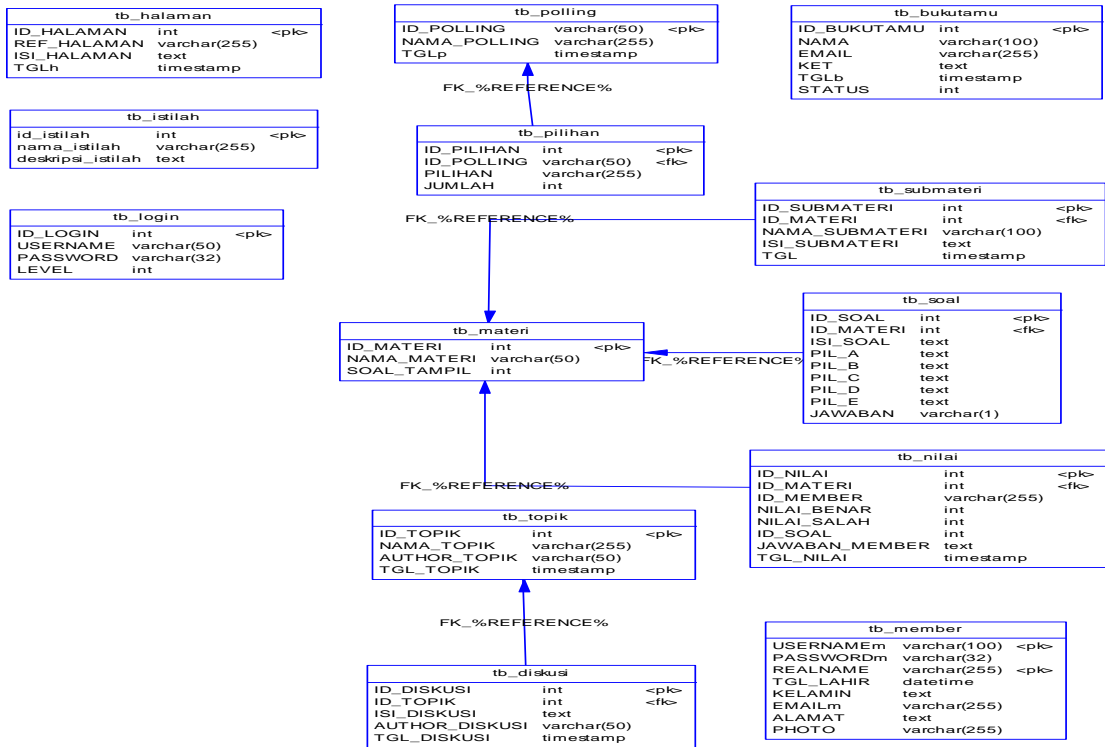 tb_halaman
ID_HALAMAN int <pk>
REF_HALAMAN varchar(255)
ISI_HALAMAN text
TGLh timestamp
tb_polling
ID_POLLING varchar(50) <pk>
NAMA_POLLING varchar(255)
TGLp timestamp
tb_bukutamu
ID_BUKUTAMU int <pk>
NAMA varchar(100)
EMAIL varchar(255)
KET text
TGLb timestamp
STATUS int
FK_%REFERENCE%
tb_istilah
id_istilah int <pk>
nama_istilah varchar(255)
deskripsi_istilah text
tb_pilihan
ID_PILIHAN int <pk>
ID_POLLING varchar(50) <fk>
PILIHAN varchar(255)
JUMLAH int
tb_login
ID_LOGIN int <pk>
USERNAME varchar(50)
PASSWORD varchar(32)
LEVEL int
FK_%REFERENCE%
tb_submateri
ID_SUBMATERI int <pk>
ID_MATERI int <fk>
NAMA_SUBMATERI varchar(100)
ISI_SUBMATERI text
TGL timestamp
tb_materi
ID_MATERI int <pk>
NAMA_MATERI varchar(50)
SOAL_TAMPIL int
FK_%REFERENCE%
tb_soal
ID_SOAL int <pk>
ID_MATERI int <fk>
ISI_SOAL text
PIL_A text
PIL_B text
PIL_C text
PIL_D text
PIL_E text
JAWABAN varchar(1)
FK_%REFERENCE%
tb_nilai
ID_NILAI int <pk>
ID_MATERI int <fk>
ID_MEMBER varchar(255)
NILAI_BENAR int
NILAI_SALAH int
ID_SOAL int
JAWABAN_MEMBER text
TGL_NILAI timestamp
tb_topik
ID_TOPIK int <pk>
NAMA_TOPIK varchar(255)
AUTHOR_TOPIK varchar(50)
TGL_TOPIK timestamp
FK_%REFERENCE%
tb_diskusi
ID_DISKUSI int <pk>
ID_TOPIK int <fk>
ISI_DISKUSI text
AUTHOR_DISKUSI varchar(50)
TGL_DISKUSI timestamp
tb_member
USERNAMEm varchar(100) <pk>
PASSWORDm varchar(32)
REALNAME varchar(255) <pk>
TGL_LAHIR datetime
KELAMIN text
EMAILm varchar(255)
ALAMAT text
PHOTO varchar(255)